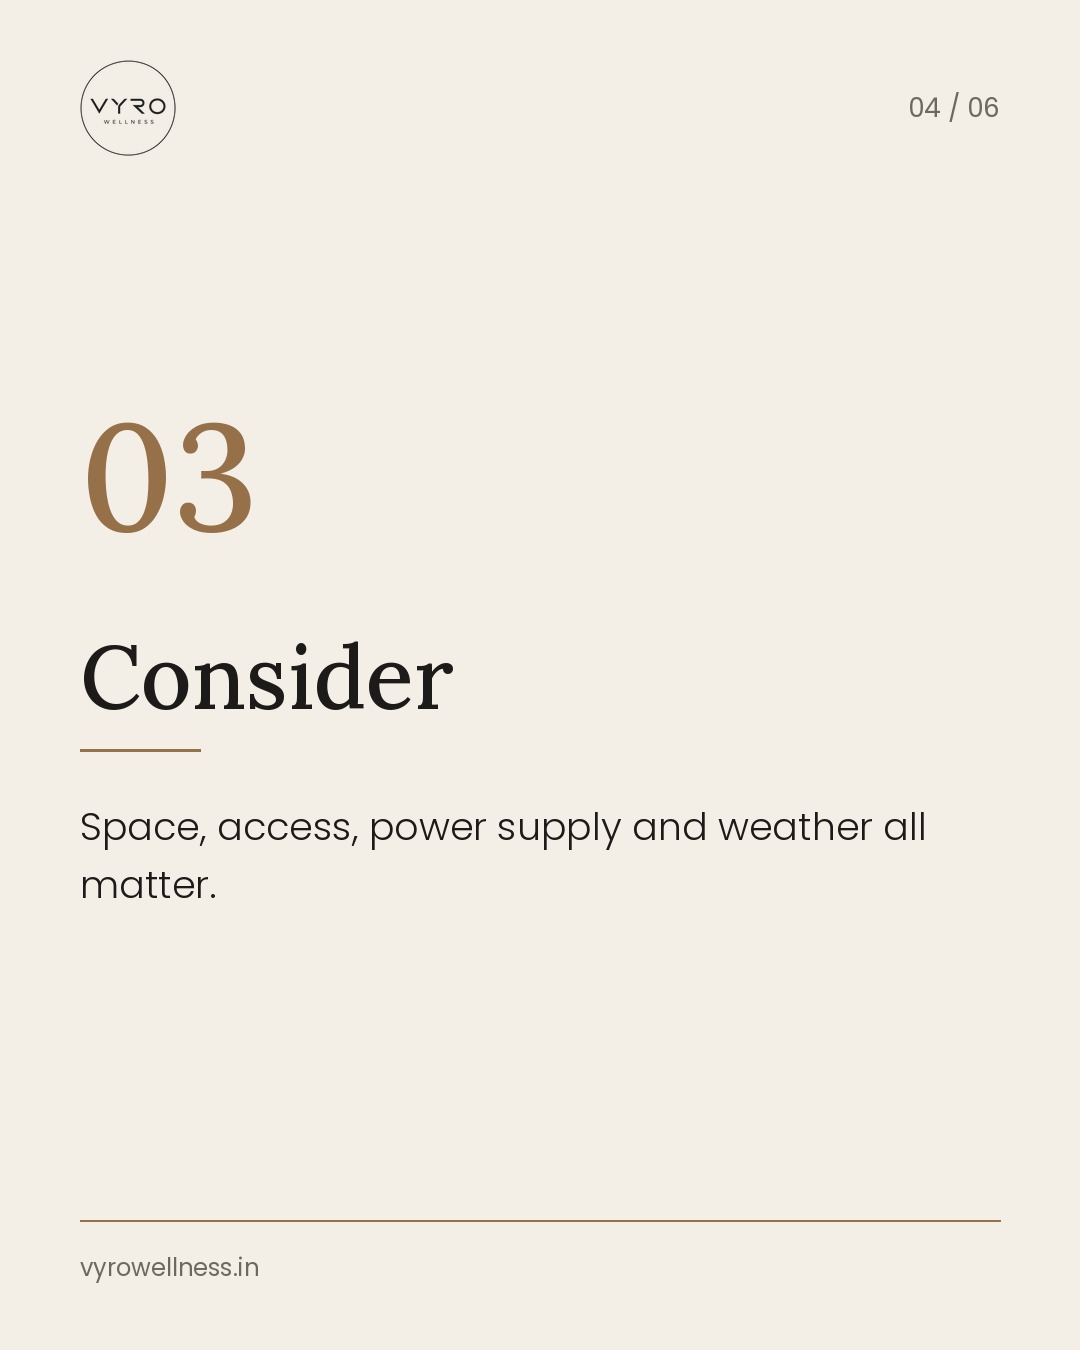 VYRO
WELLNESS
04 / 06
03
Consider
Space, access, power supply and weather all
matter.
vyrowellness.in